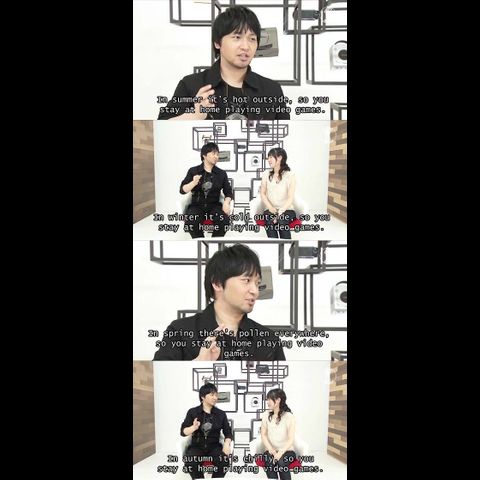 In summer it's hot outside, so you
stay at home playing video games.
In winter it's cold outside, so you
stay at home playing video games.
In spring there's pollen everywhere,
so you stay at home playing video
games.
In autumn it's chilly, so you
stay at home playing video games.